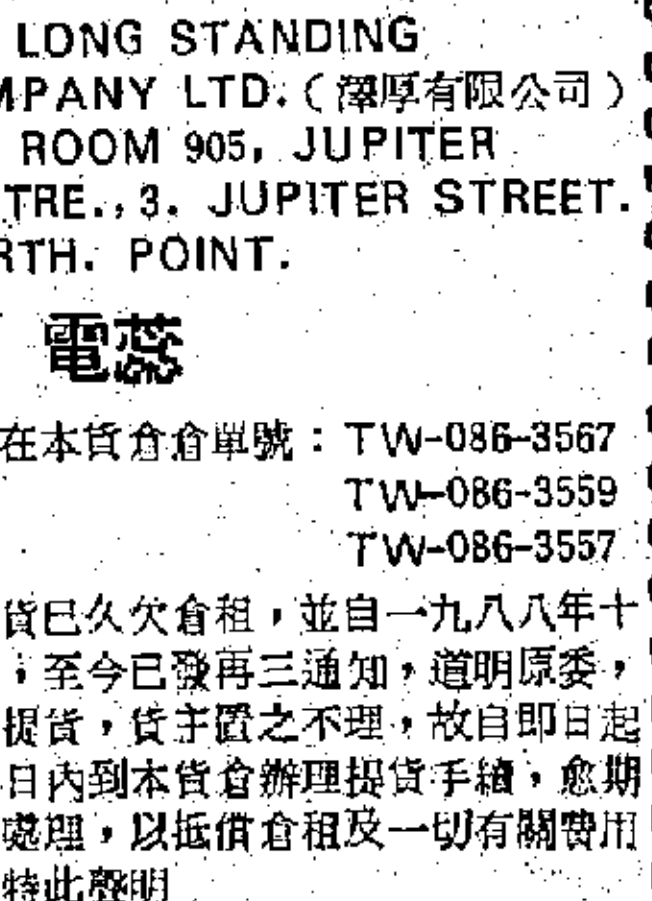 LONG STANDING
MPANY LTD.(澤厚有限公司)
ROOM 905, JUPITER
TRE., 3. JUPITER STREET.
RTH. POINT.
電蕊
在本貨倉倉單號：TW-086-3567
TW-086-3559
TW-086-3557
貨已久欠倉租，並自一九八八年十
，至今已發再三通知，道明原委，
提貨，貨主置之不理，故自即日起
日內到本貨倉辦理提貨手續，愈期
處理，以抵償倉租及一切有關費用
特此聲明